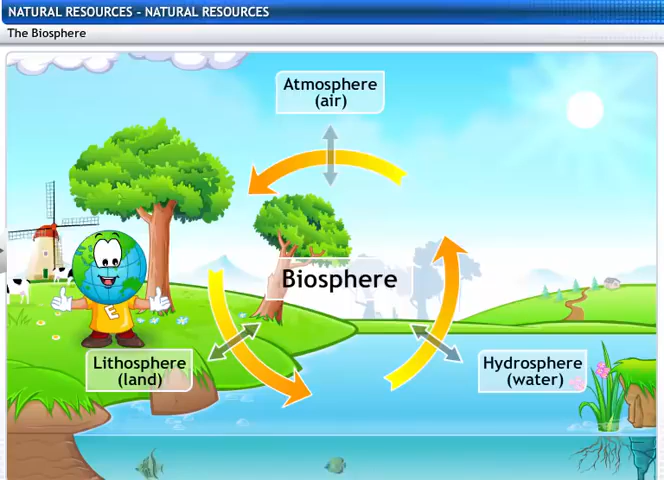 NATURAL RESOURCES - NATURAL RESOURCES
The Biosphere
Atmosphere
(air)
Biosphere
E
Lithosphere
(land)
Hydrosphere
(water)